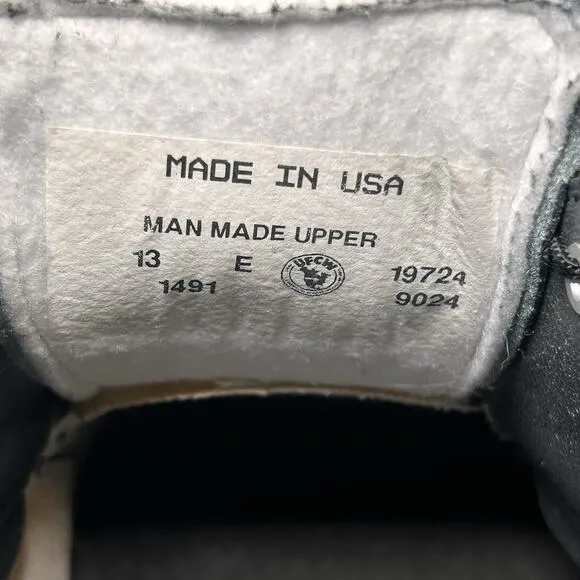 MADE IN USA
MAN MADE UPPER
13 E UFCW 19724
1491 9024